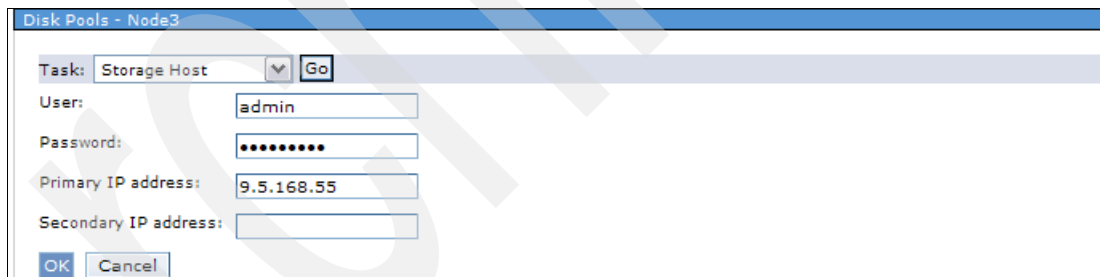 Disk Pools - Node3
Task: Storage Host Go
User: admin
Password: •••••••••
Primary IP address: 9.5.168.55
Secondary IP address:
OK Cancel